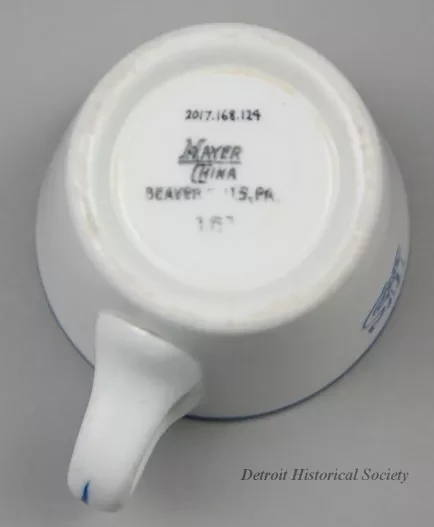 2017.168.124
MAYER
CHINA
BEAVER PA.
Detroit Historical Society